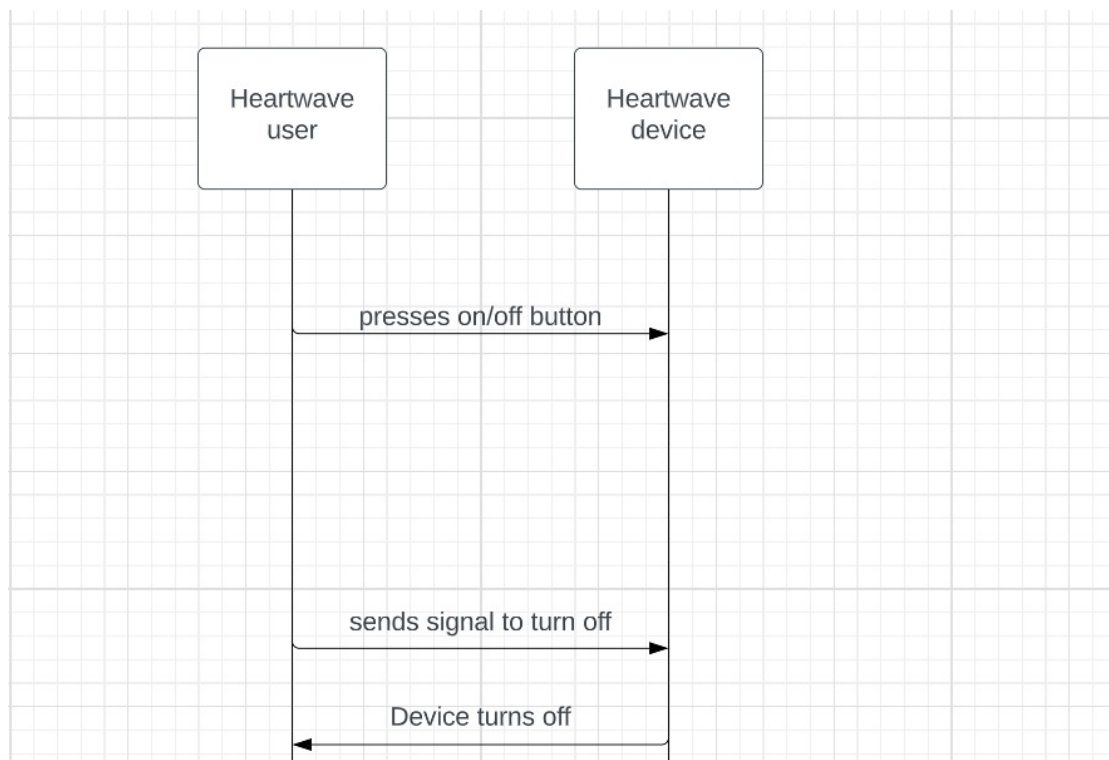 Heartwave
user
Heartwave
device
presses on/off button
sends signal to turn off
Device turns off